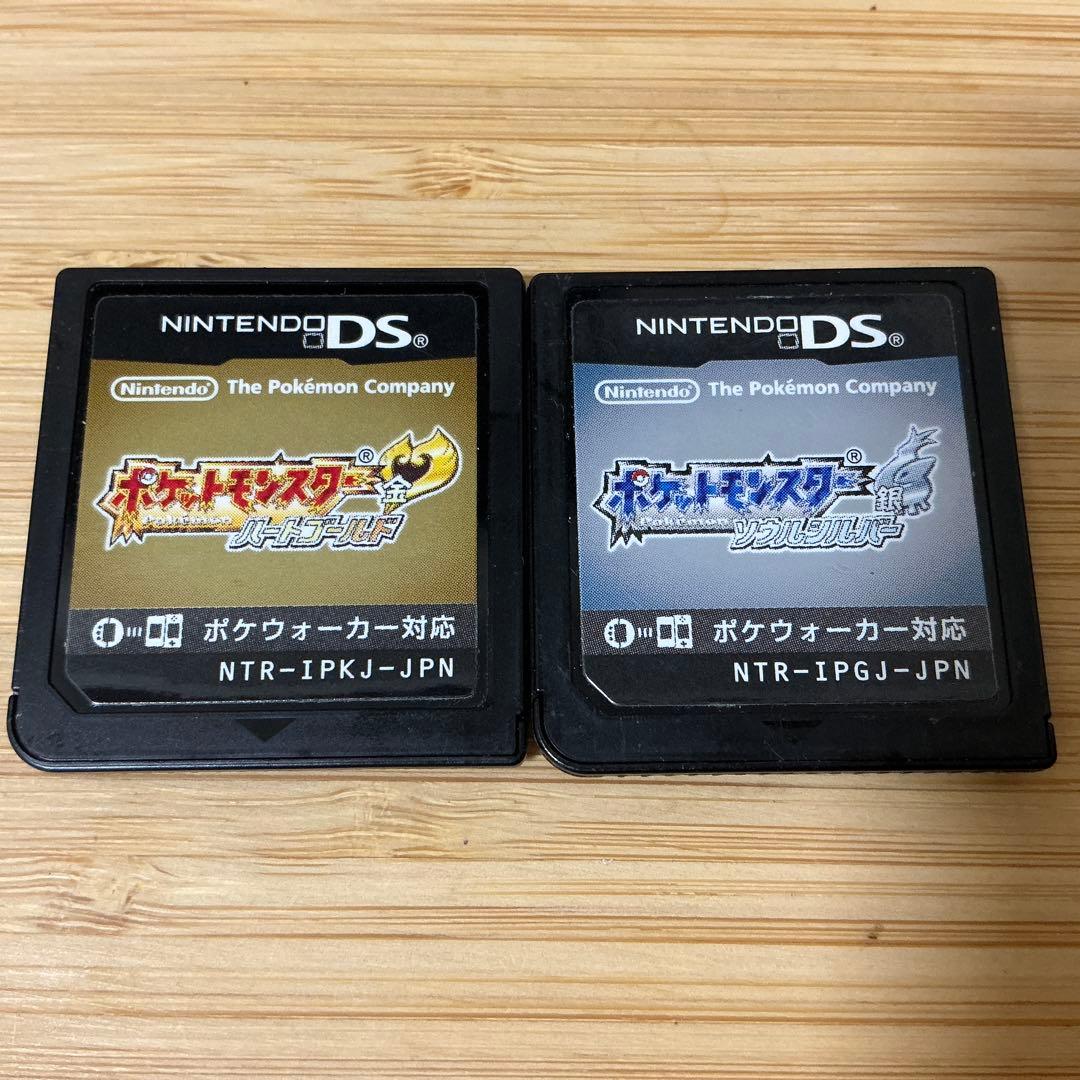 NINTENDO DS®
Nintendo® The Pokémon Company
ポケットモンスター®
Pokémon
金
ハートゴールド
ポケウォーカー対応
NTR-IPKJ-JPN
NINTENDO DS®
Nintendo® The Pokémon Company
ポケットモンスター®
Pokémon
銀
ソウルシルバー
ポケウォーカー対応
NTR-IPGJ-JPN